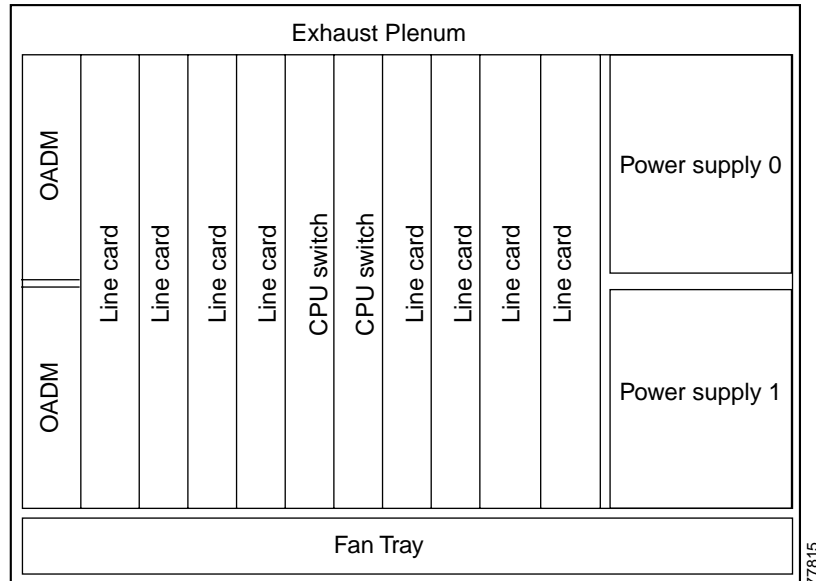 Exhaust Plenum
OADM
OADM
Line card
Line card
Line card
Line card
CPU switch
CPU switch
Line card
Line card
Line card
Line card
Power supply 0
Power supply 1
Fan Tray
77815